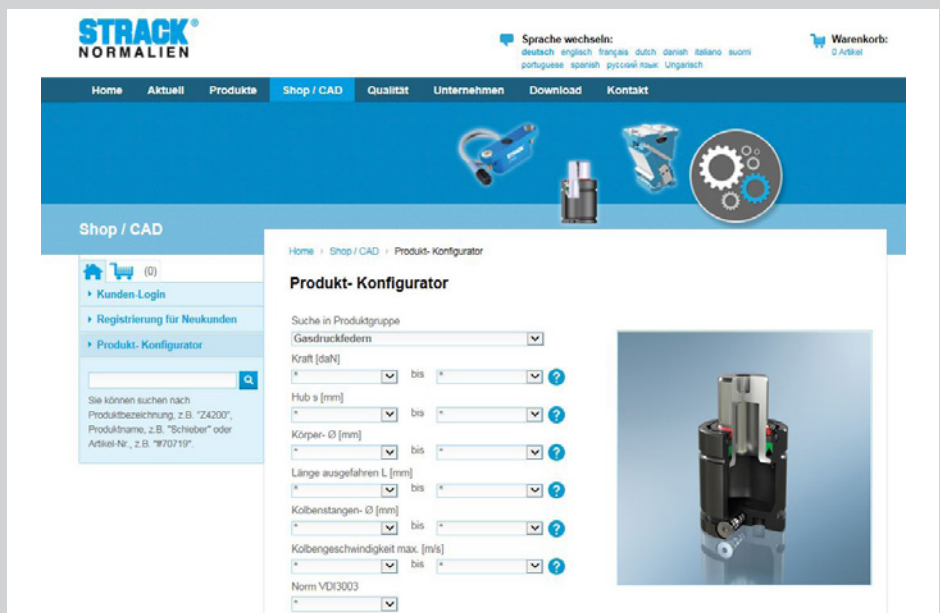 STRACK®
NORMALIEN
Sprache wechseln:
deutsch englisch français dutch danish italiano suomi
portuguese spanish русский язык Ungarisch
Warenkorb:
0 Artikel
Home Aktuell Produkte Shop / CAD Qualität Unternehmen Download Kontakt
STRACK
Shop / CAD
(0)
Kunden-Login
Registrierung für Neukunden
Produkt- Konfigurator
Sie können suchen nach
Produktbezeichnung, z.B. "Z4200",
Produktname, z.B. "Schieber" oder
Artikel-Nr., z.B. "#70719".
Home › Shop / CAD › Produkt- Konfigurator
Produkt- Konfigurator
Suche in Produktgruppe
Gasdruckfedern
Kraft [daN]
* bis * ?
Hub s [mm]
* bis * ?
Körper- Ø [mm]
* bis * ?
Länge ausgefahren L [mm]
* bis * ?
Kolbenstangen- Ø [mm]
* bis * ?
Kolbengeschwindigkeit max. [m/s]
* bis * ?
Norm VDI3003
*